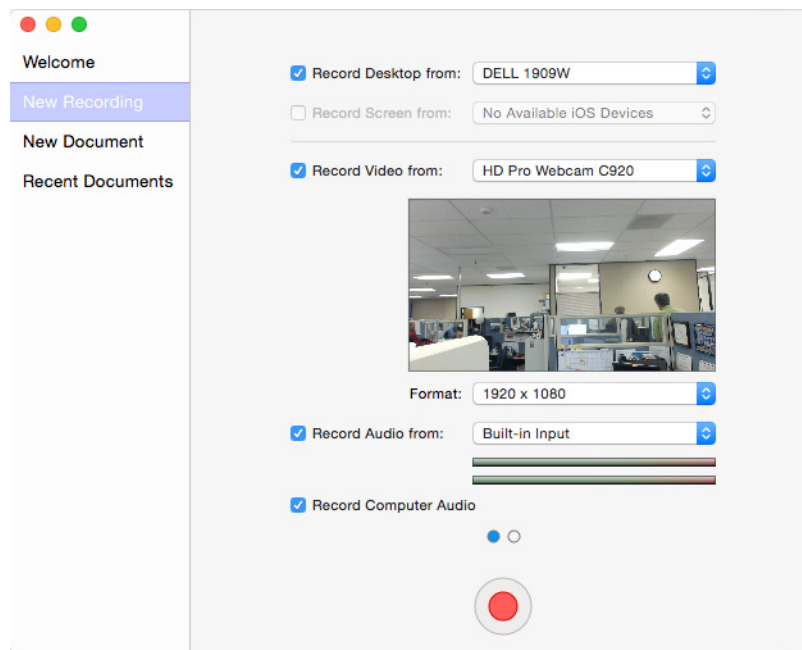 Welcome
New Recording
New Document
Recent Documents
Record Desktop from: DELL 1909W
Record Screen from: No Available iOS Devices
Record Video from: HD Pro Webcam C920
Format: 1920 x 1080
Record Audio from: Built-in Input
Record Computer Audio